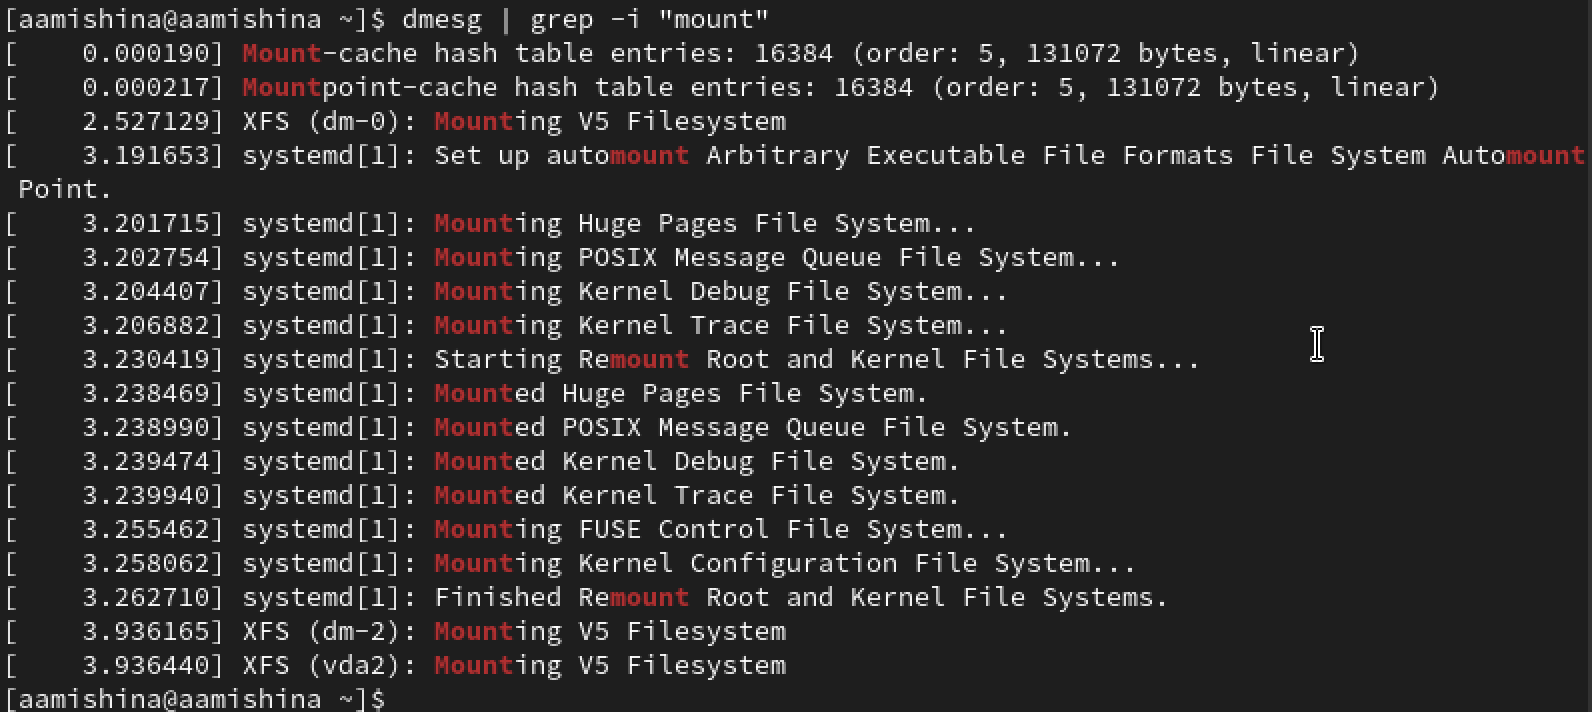 [aamishina@aamishina ~]$ dmesg | grep -i "mount"
[    0.000190] Mount-cache hash table entries: 16384 (order: 5, 131072 bytes, linear)
[    0.000217] Mountpoint-cache hash table entries: 16384 (order: 5, 131072 bytes, linear)
[    2.527129] XFS (dm-0): Mounting V5 Filesystem
[    3.191653] systemd[1]: Set up automount Arbitrary Executable File Formats File System Automount
 Point.
[    3.201715] systemd[1]: Mounting Huge Pages File System...
[    3.202754] systemd[1]: Mounting POSIX Message Queue File System...
[    3.204407] systemd[1]: Mounting Kernel Debug File System...
[    3.206882] systemd[1]: Mounting Kernel Trace File System...
[    3.230419] systemd[1]: Starting Remount Root and Kernel File Systems...
[    3.238469] systemd[1]: Mounted Huge Pages File System.
[    3.238990] systemd[1]: Mounted POSIX Message Queue File System.
[    3.239474] systemd[1]: Mounted Kernel Debug File System.
[    3.239940] systemd[1]: Mounted Kernel Trace File System.
[    3.255462] systemd[1]: Mounting FUSE Control File System...
[    3.258062] systemd[1]: Mounting Kernel Configuration File System...
[    3.262710] systemd[1]: Finished Remount Root and Kernel File Systems.
[    3.936165] XFS (dm-2): Mounting V5 Filesystem
[    3.936440] XFS (vda2): Mounting V5 Filesystem
[aamishina@aamishina ~]$